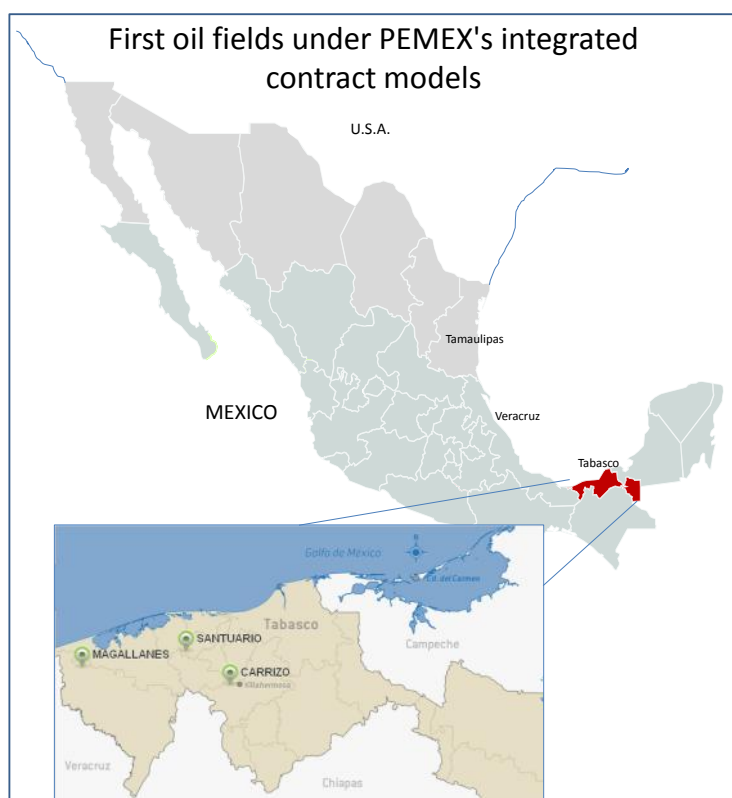 First oil fields under PEMEX's integrated
contract models
U.S.A.
Tamaulipas
MEXICO
Veracruz
Tabasco
Golfo de México
Cd. del Carmen
Tabasco
Campeche
SANTUARIO
MAGALLANES
CARRIZO
Villahermosa
Veracruz
Chiapas